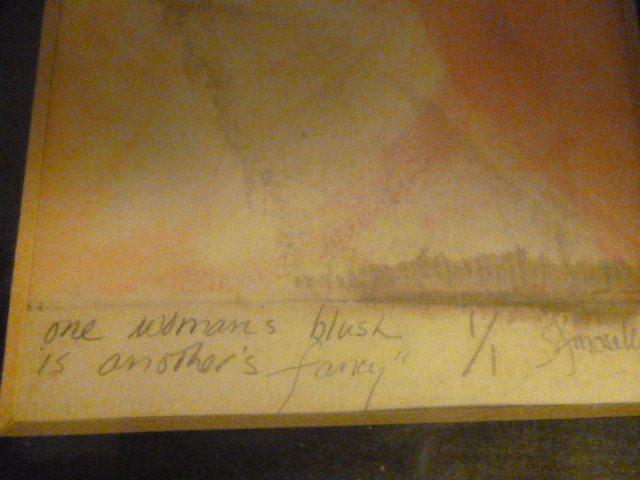 one woman's blush 1/1
is another's fancy"